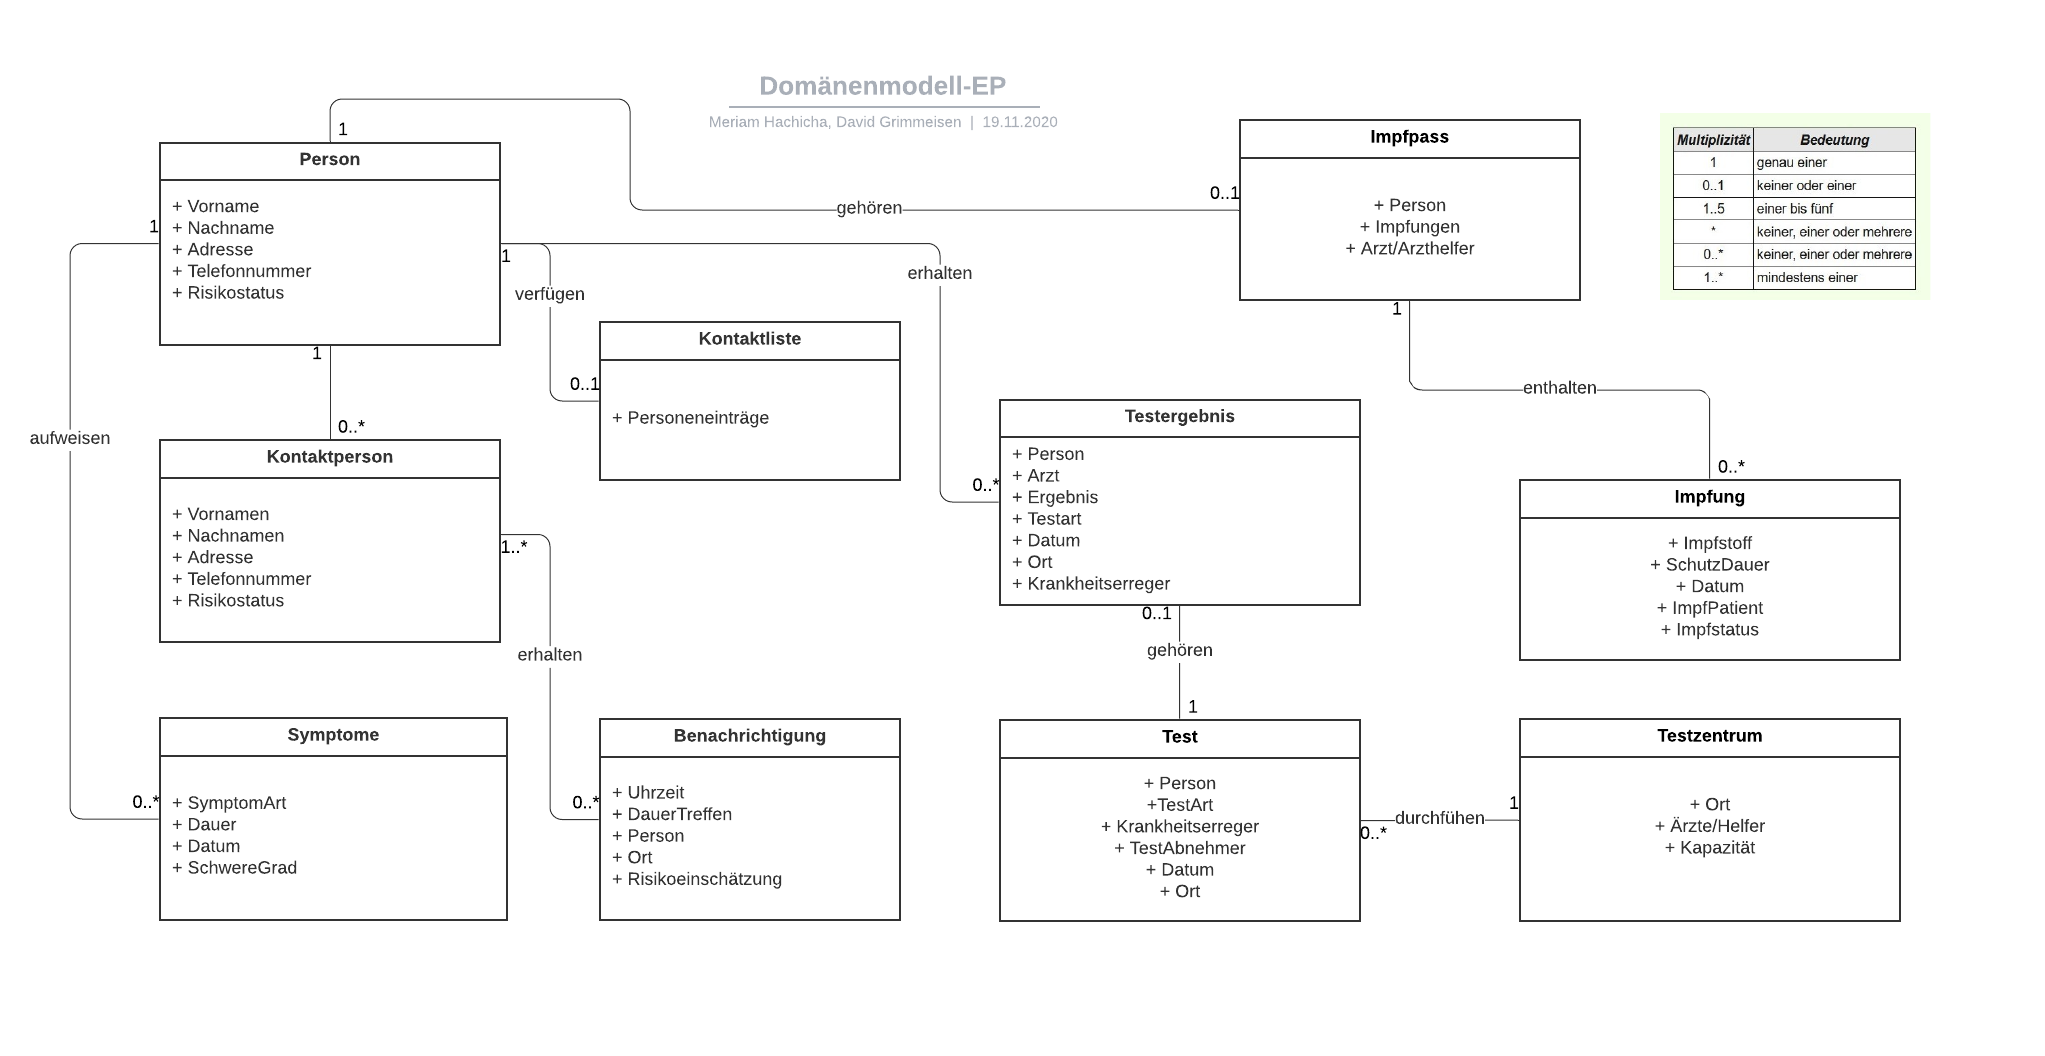 Domänenmodell-EP
Meriam Hachicha, David Grimmeisen | 19.11.2020
1
Person
+ Vorname
+ Nachname
+ Adresse
+ Telefonnummer
+ Risikostatus
1
1
1
gehören
0..1
Impfpass
+ Person
+ Impfungen
+ Arzt/Arzthelfer
1
Multiplizität Bedeutung
1 genau einer
0..1 keiner oder einer
1..5 einer bis fünf
* keiner, einer oder mehrere
0..* keiner, einer oder mehrere
1..* mindestens einer
verfügen
erhalten
0..1
Kontaktliste
+ Personeneinträge
enthalten
0..*
aufweisen
0..*
Kontaktperson
+ Vornamen
+ Nachnamen
+ Adresse
+ Telefonnummer
+ Risikostatus
1..*
0..*
Testergebnis
+ Person
+ Arzt
+ Ergebnis
+ Testart
+ Datum
+ Ort
+ Krankheitserreger
0..1
Impfung
+ Impfstoff
+ SchutzDauer
+ Datum
+ ImpfPatient
+ Impfstatus
erhalten
gehören
1
0..*
Symptome
+ SymptomArt
+ Dauer
+ Datum
+ SchwereGrad
0..*
Benachrichtigung
+ Uhrzeit
+ DauerTreffen
+ Person
+ Ort
+ Risikoeinschätzung
Test
+ Person
+TestArt
+ Krankheitserreger
+ TestAbnehmer
+ Datum
+ Ort
0..*
durchfühen
1
Testzentrum
+ Ort
+ Ärzte/Helfer
+ Kapazität